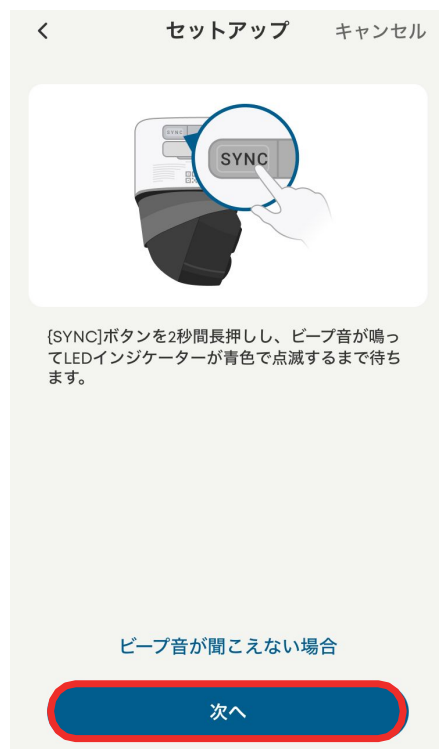 セットアップ
キャンセル
SYNC
SYNC
{SYNC]ボタンを2秒間長押しし、ビープ音が鳴っ
てLEDインジケーターが青色で点滅するまで待ち
ます。
ビープ音が聞こえない場合
次へ